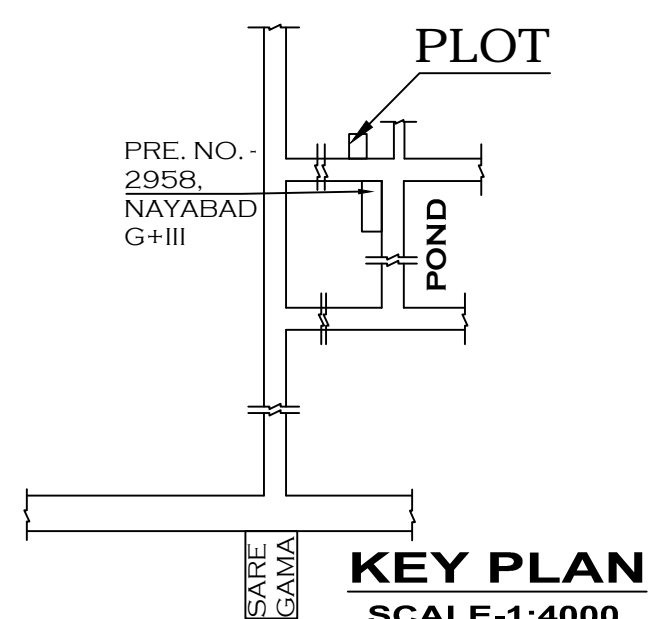 PLOT
PRE. NO. -
2958,
NAYABAD
G+III
POND
SARE
GAMA
KEY PLAN
SCALE-1:4000